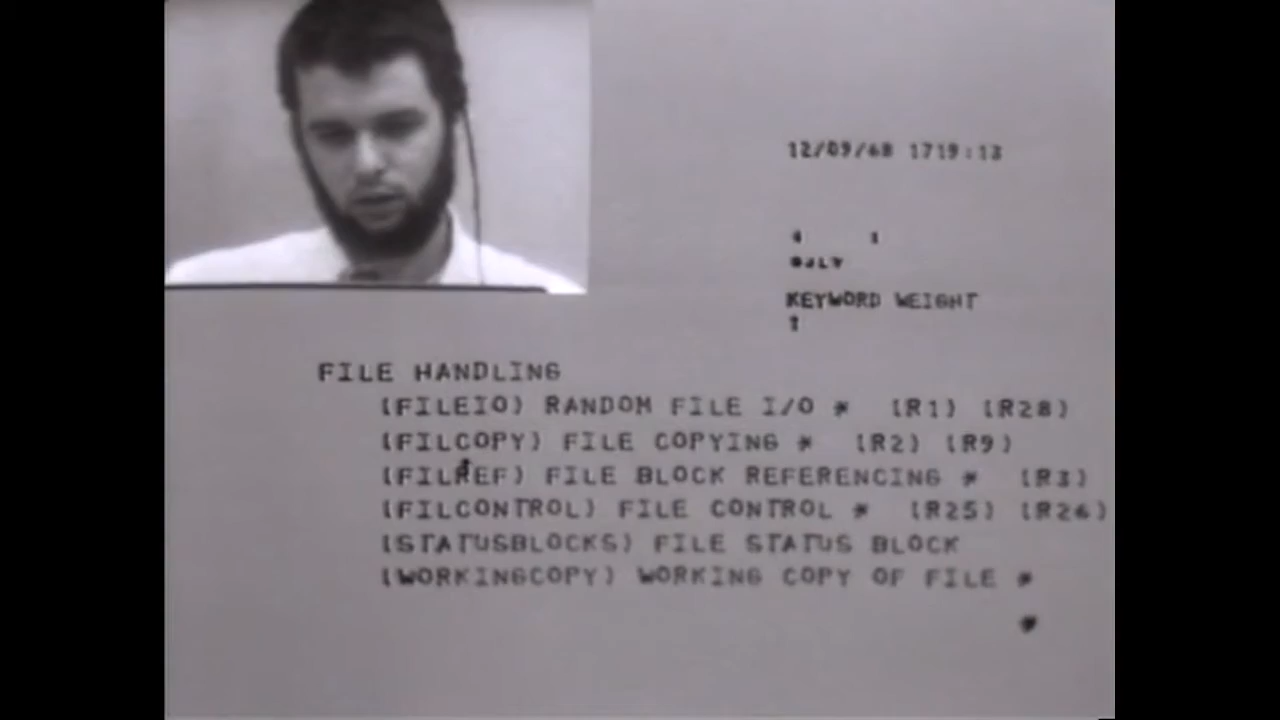 12/09/68 1719:13
4 1
KEYWORD WEIGHT
FILE HANDLING
(FILEIO) RANDOM FILE I/O * (R1) (R28)
(FILCOPY) FILE COPYING * (R2) (R9)
(FILREF) FILE BLOCK REFERENCING * (R3)
(FILCONTROL) FILE CONTROL * (R25) (R26)
(STATUSBLOCKS) FILE STATUS BLOCK
(WORKINGCOPY) WORKING COPY OF FILE *